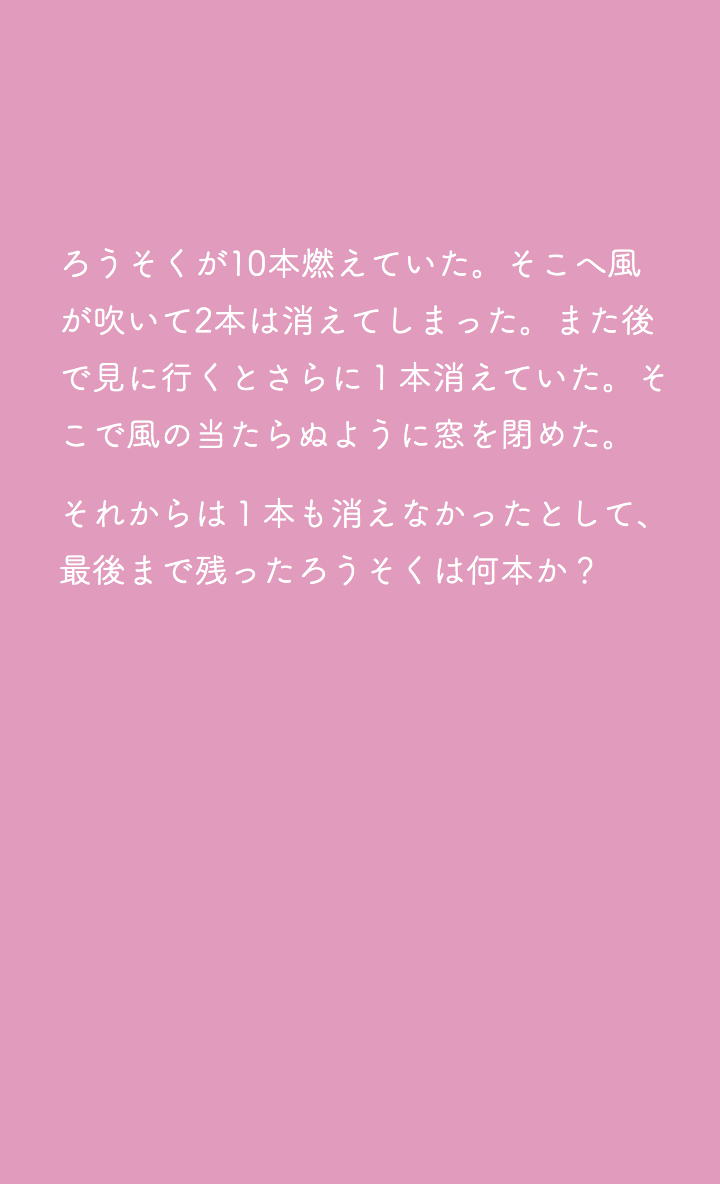 ろうそくが10本燃えていた。そこへ風
が吹いて2本は消えてしまった。また後
で見に行くとさらに１本消えていた。そ
こで風の当たらぬように窓を閉めた。
それからは１本も消えなかったとして、
最後まで残ったろうそくは何本か？